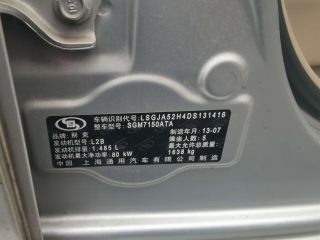 车辆识别代号: LSGJA52H4DS131416
整车型号: SGM7150ATA
品牌: 别克 制造年月: 13-07
发动机型号: L2B 乘坐人数: 5
发动机排量: 1.485 L 最大允许总质量:
发动机最大净功率: 80 kW 1638 kg
中国 上海通用汽车有限公司 制造